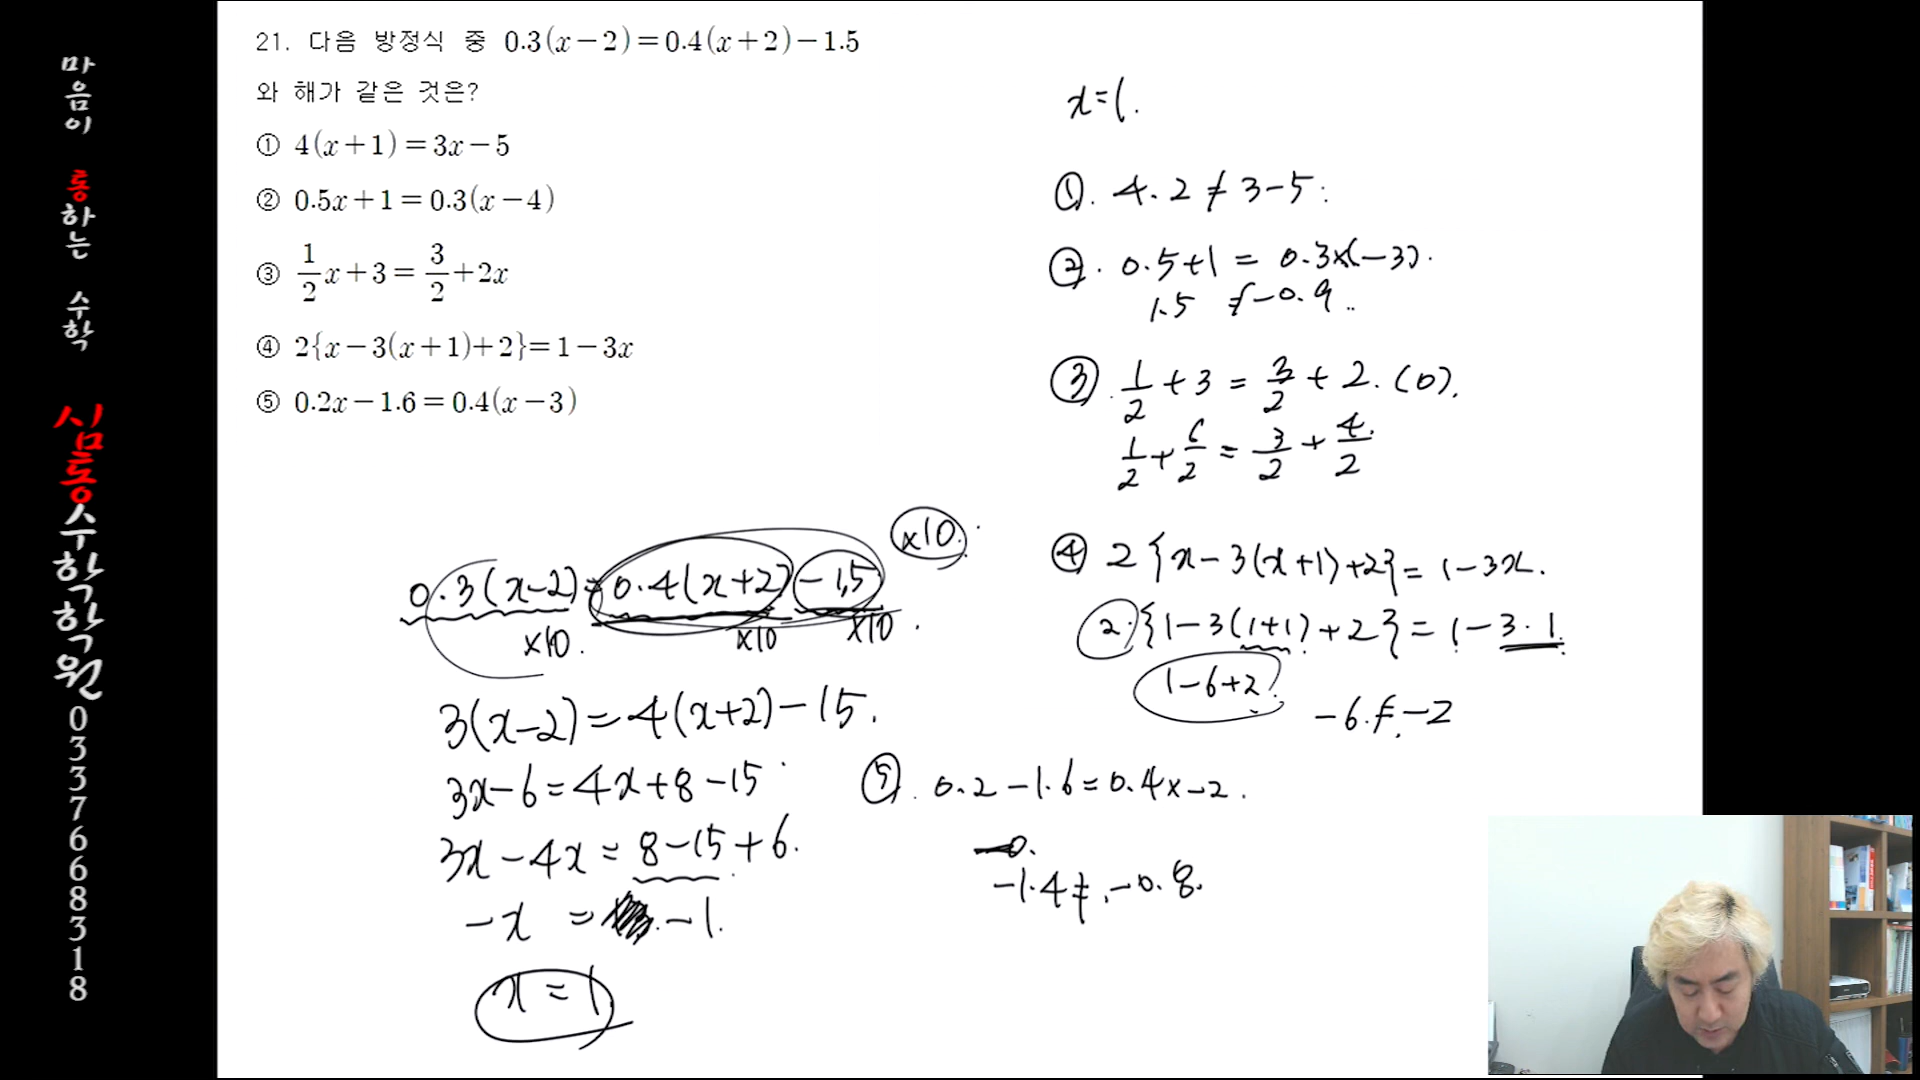 마음이 통하는 수학
심통수학학원
0337668318
21. 다음 방정식 중 0.3(x-2)=0.4(x+2)-1.5
와 해가 같은 것은?
① 4(x+1)=3x-5
② 0.5x+1=0.3(x-4)
③ 1/2x+3=3/2+2x
④ 2{x-3(x+1)+2}=1-3x
⑤ 0.2x-1.6=0.4(x-3)
0.3(x-2)=0.4(x+2)-1.5 ×10
×10 ×10 ×10
3(x-2)=4(x+2)-15
3x-6=4x+8-15
3x-4x=8-15+6
-x = -1
x=1
x=1
①. 4.2≠3-5
②. 0.5+1=0.3×(-3)
1.5≠-0.9
③. 1/2+3=3/2+2. (0).
1/2+6/2=3/2+4/2
④ 2{x-3(x+1)+2}=1-3x
2{1-3(1+1)+2}=1-3·1
1-6+2
-6≠-2
⑤. 0.2-1.6=0.4×-2
-1.4≠-0.8